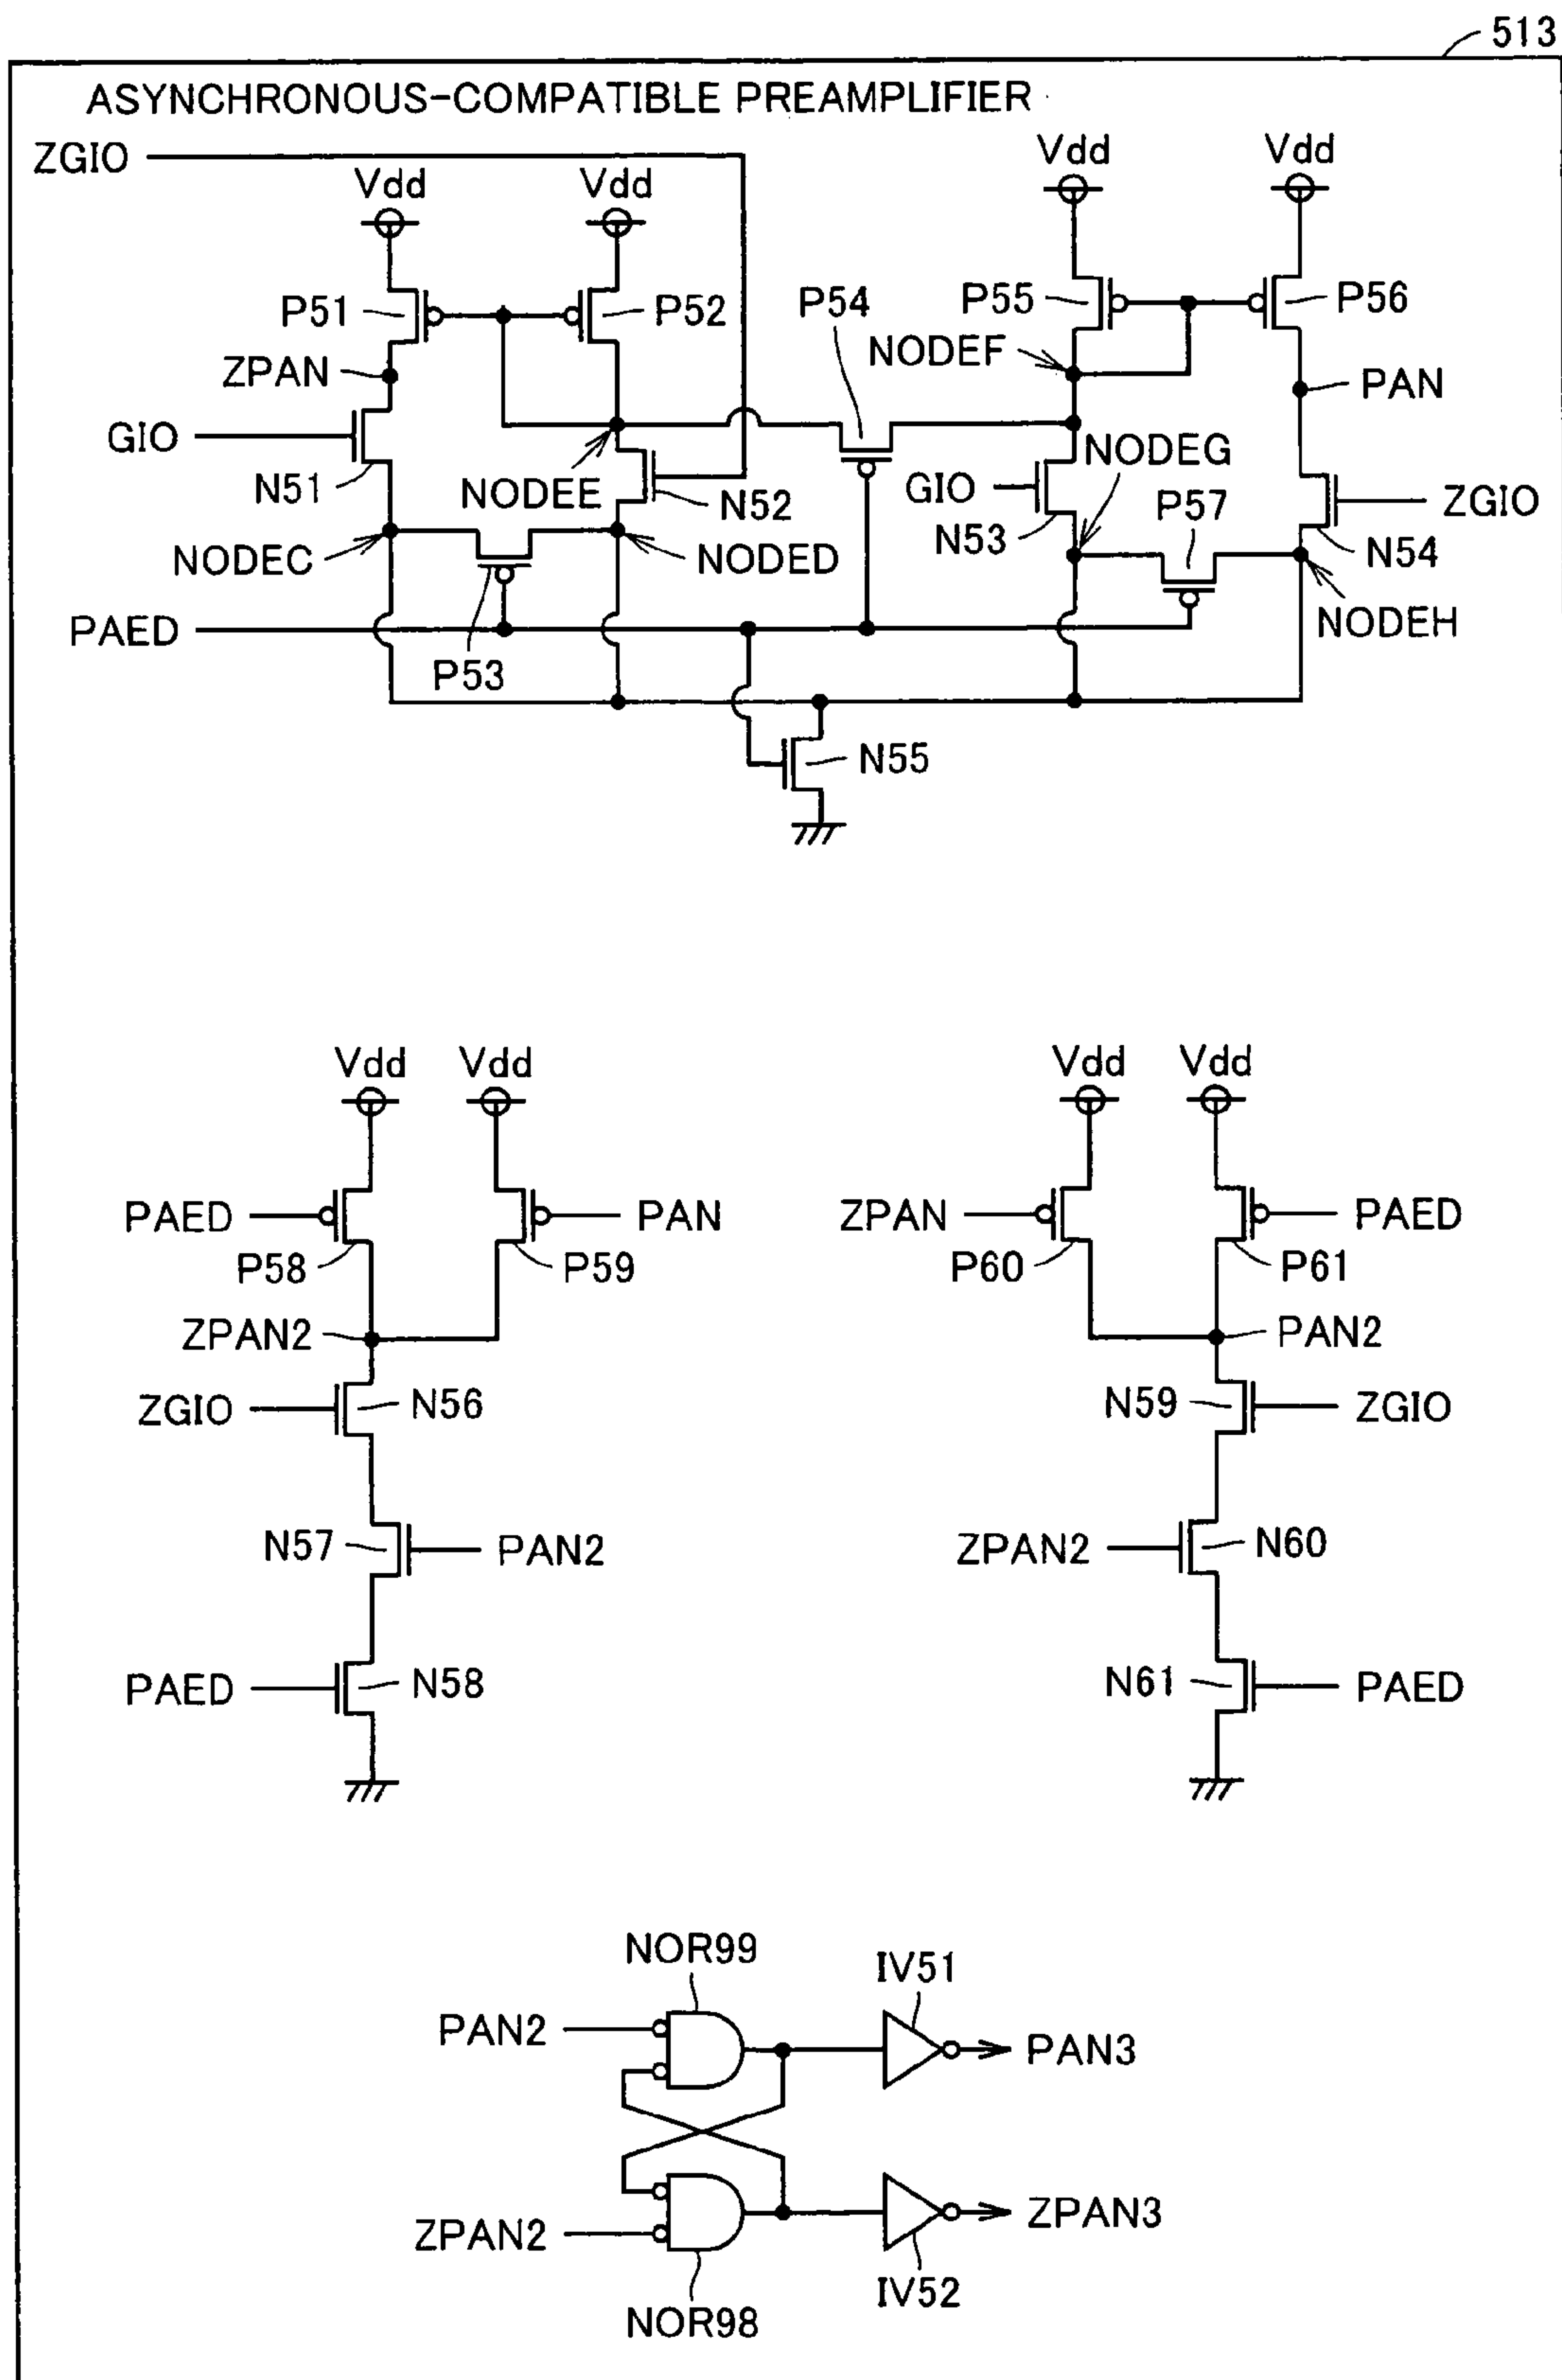 513
ASYNCHRONOUS-COMPATIBLE PREAMPLIFIER
ZGIO
Vdd
Vdd
Vdd
Vdd
P51
P52
P54
P55
P56
NODEF
ZPAN
PAN
GIO
N51
NODEE
N52
GIO
NODEG
N53
P57
ZGIO
N54
NODEC
NODED
NODEH
PAED
P53
N55
Vdd
Vdd
Vdd
Vdd
PAED
PAN
ZPAN
PAED
P58
P59
P60
P61
ZPAN2
PAN2
ZGIO
N56
N59
ZGIO
N57
PAN2
ZPAN2
N60
PAED
N58
N61
PAED
NOR99
IV51
PAN2
PAN3
ZPAN2
ZPAN3
IV52
NOR98